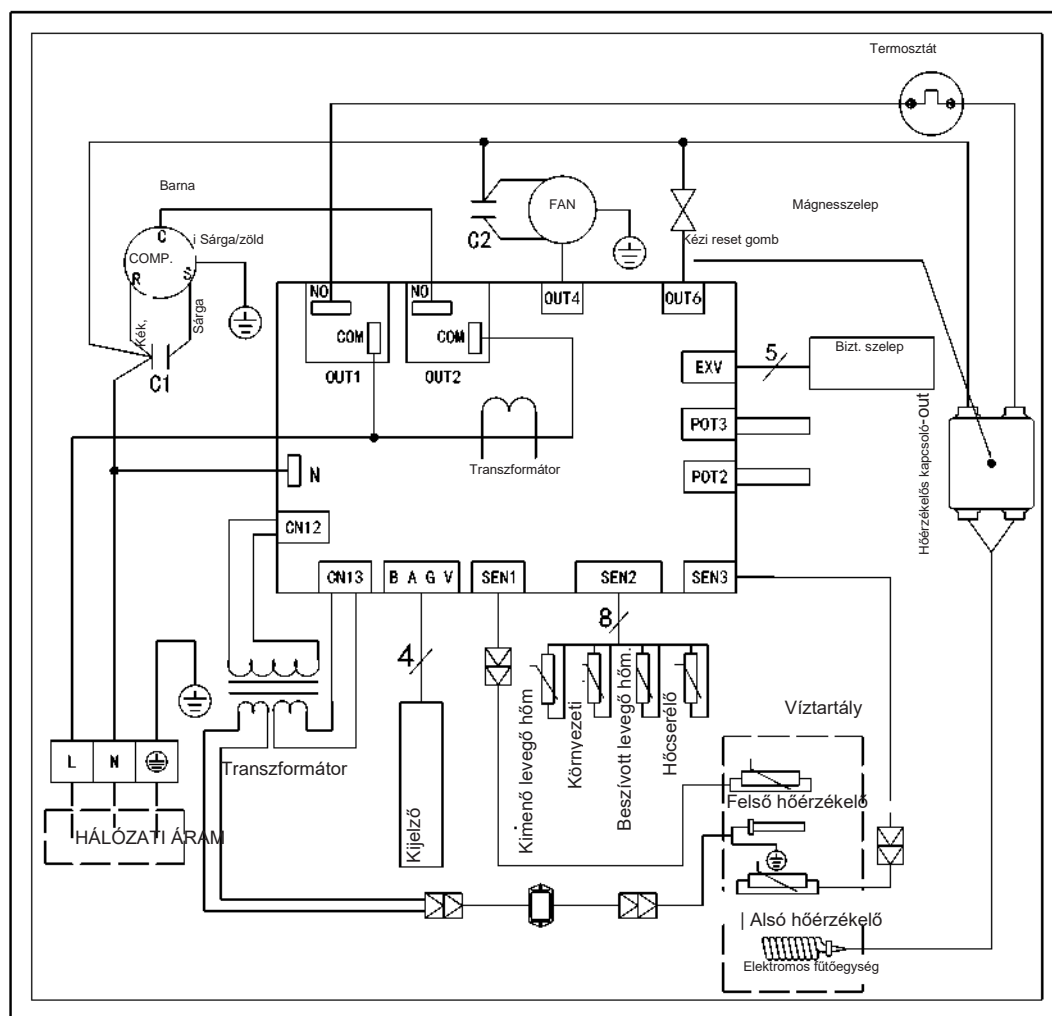 Termosztát
Barna
C
i Sárga/zöld
COMP.
R
S
Kék,
Sárga
C1
C2
FAN
Mágnesszelep
Kézi reset gomb
NO
COM
OUT1
NO
COM
OUT2
OUT4
OUT6
EXV
5
Bizt. szelep
POT3
POT2
Hőérzékelős kapcsoló-out
Transzformátor
N
CN12
CN13
B A G V
SEN1
SEN2
SEN3
4
8
Kimenő levegő hőm
Környezeti
Beszívott levegő hőm.
Hőcserélő
Víztartály
L
N
Transzformátor
HÁLÓZATI ÁRAM
Kijelző
Felső hőérzékelő
| Alsó hőérzékelő
Elektromos fűtőegység